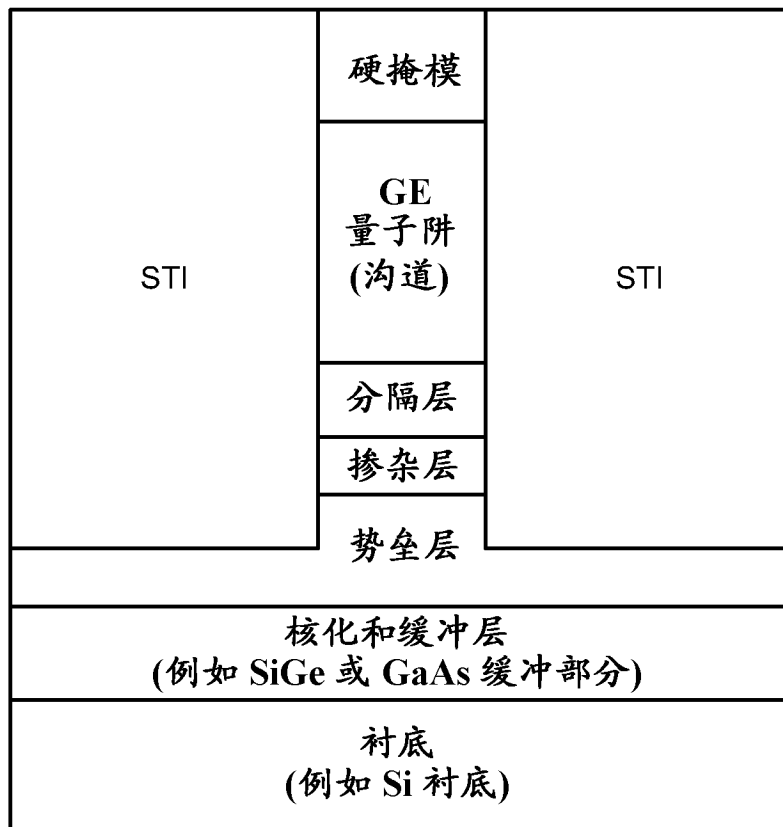 硬掩模
GE
量子阱
(沟道)
STI
STI
分隔层
掺杂层
势垒层
核化和缓冲层
(例如 SiGe 或 GaAs 缓冲部分)
衬底
(例如 Si 衬底)